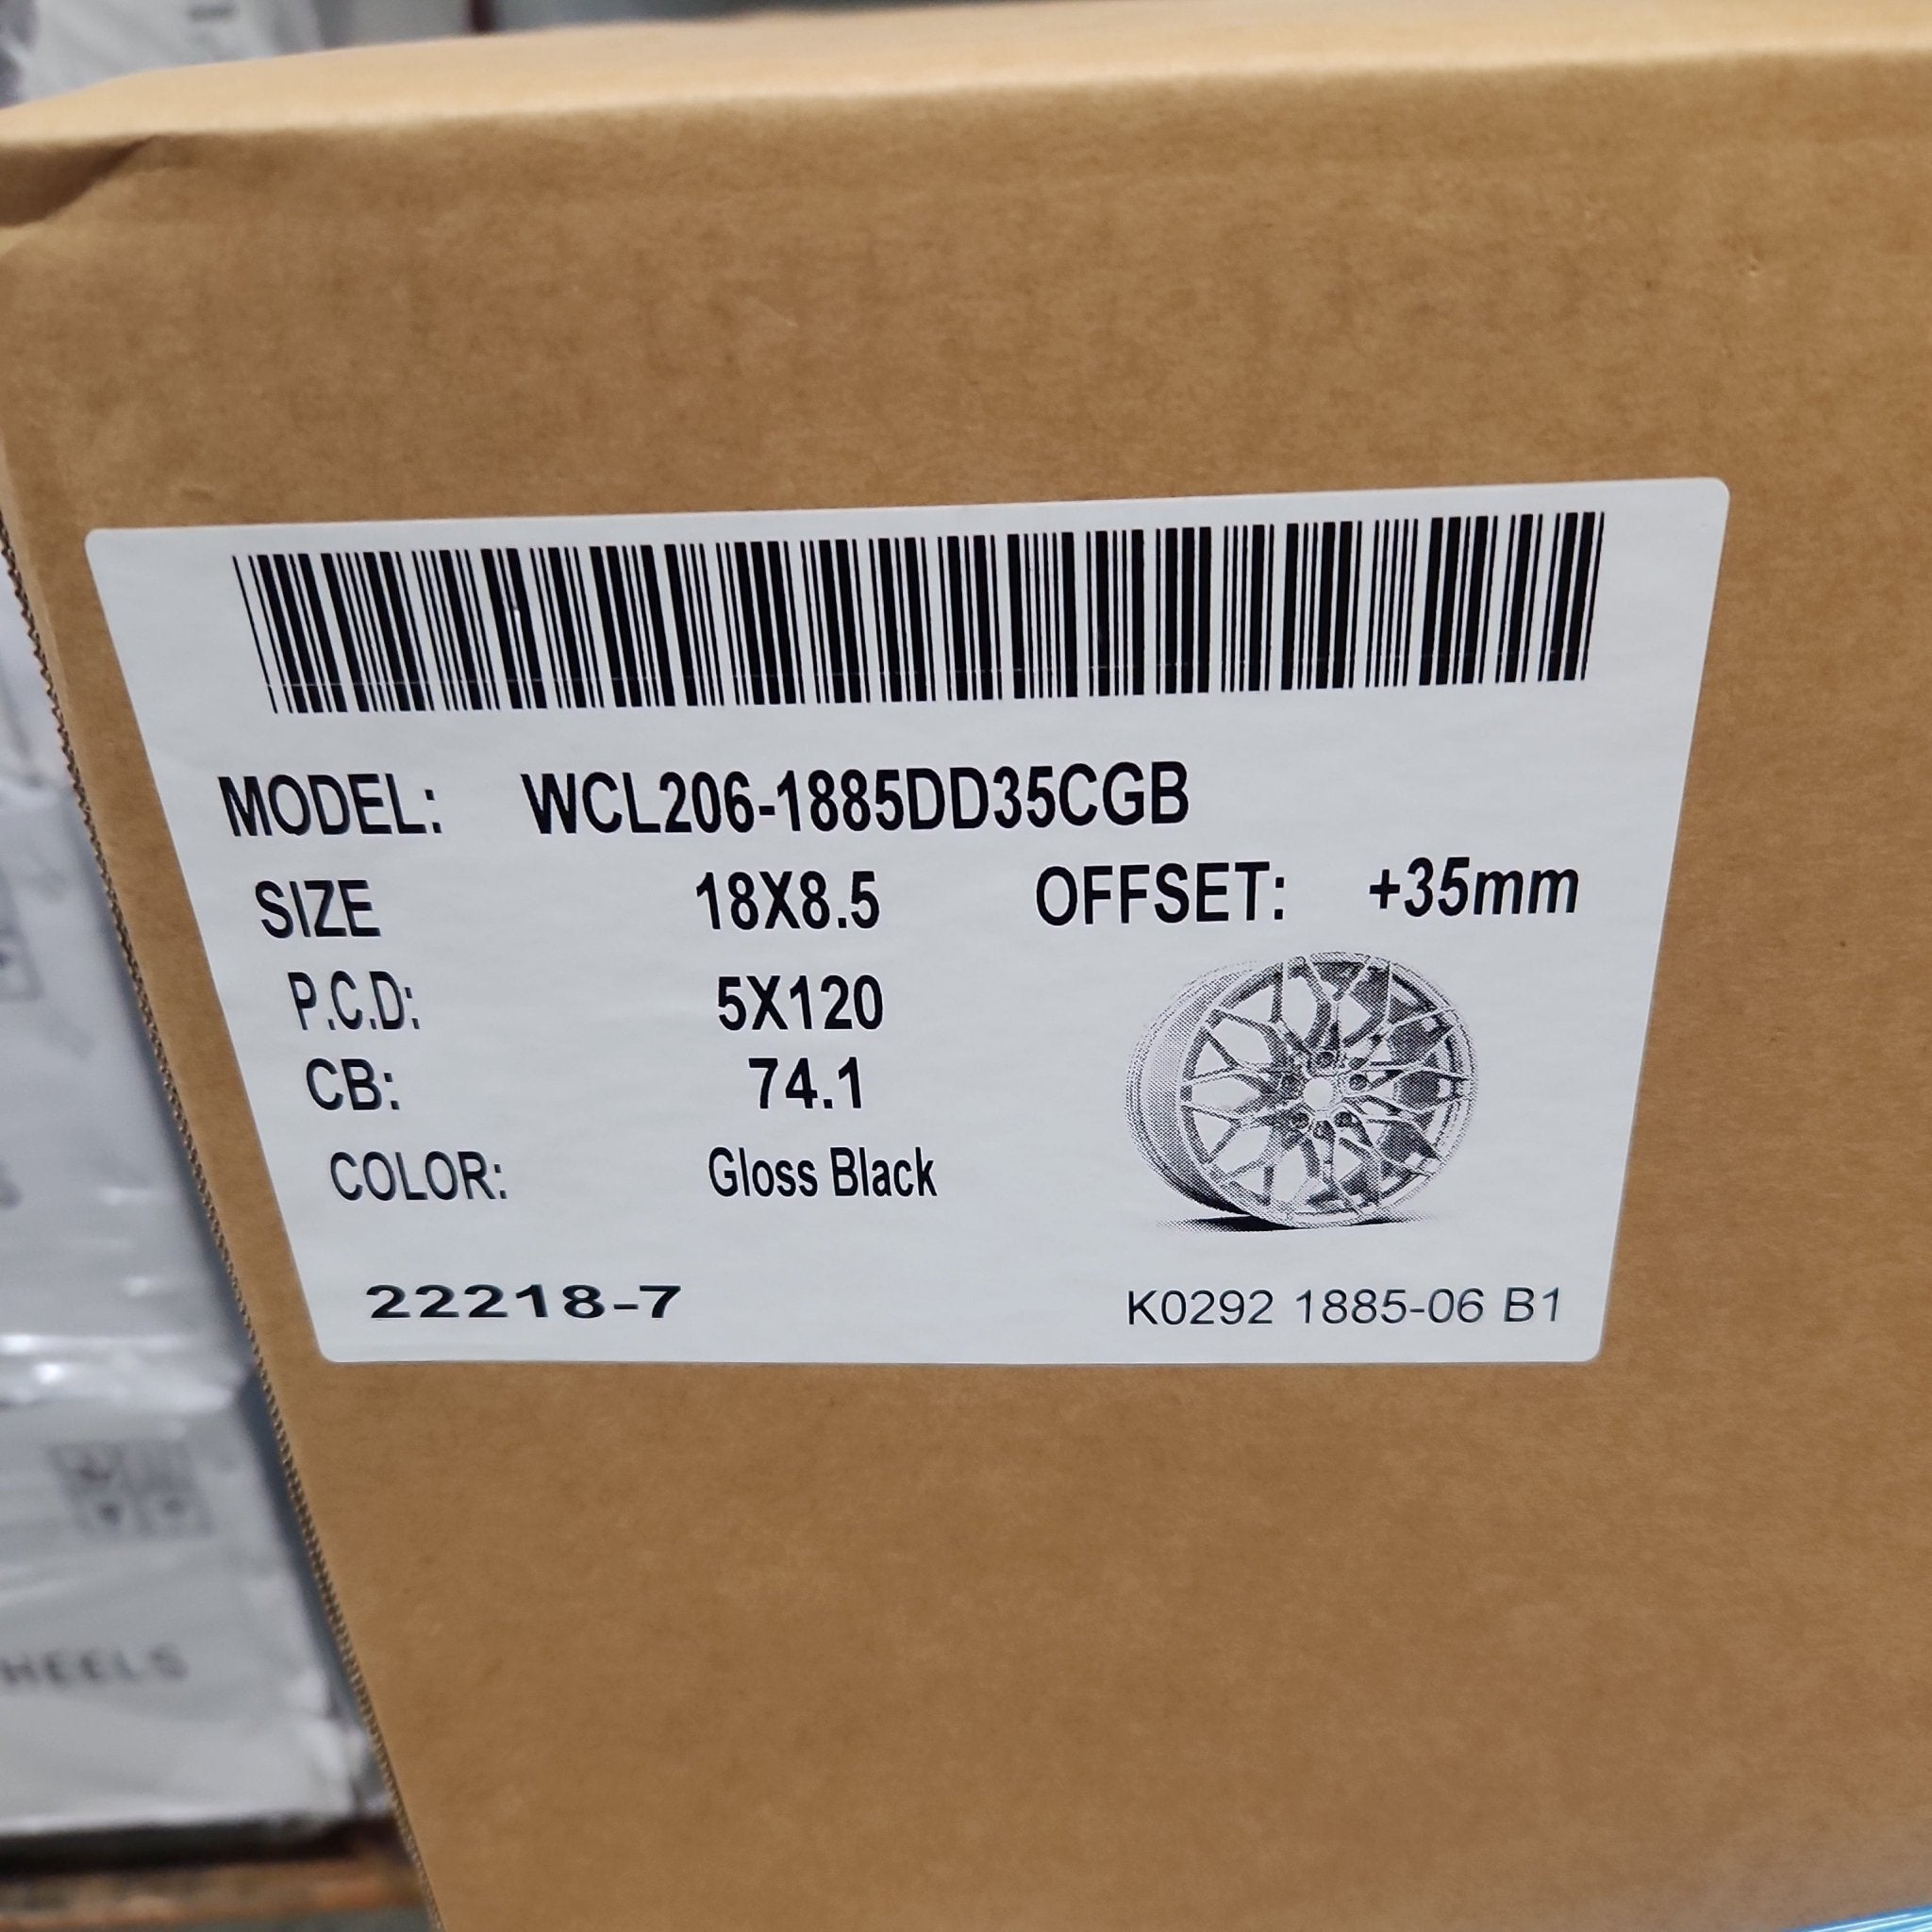 MODEL: WCL206-1885DD35CGB
SIZE 18X8.5 OFFSET: +35mm
P.C.D: 5X120
CB: 74.1
COLOR: Gloss Black
22218-7 K0292 1885-06 B1
HEELS